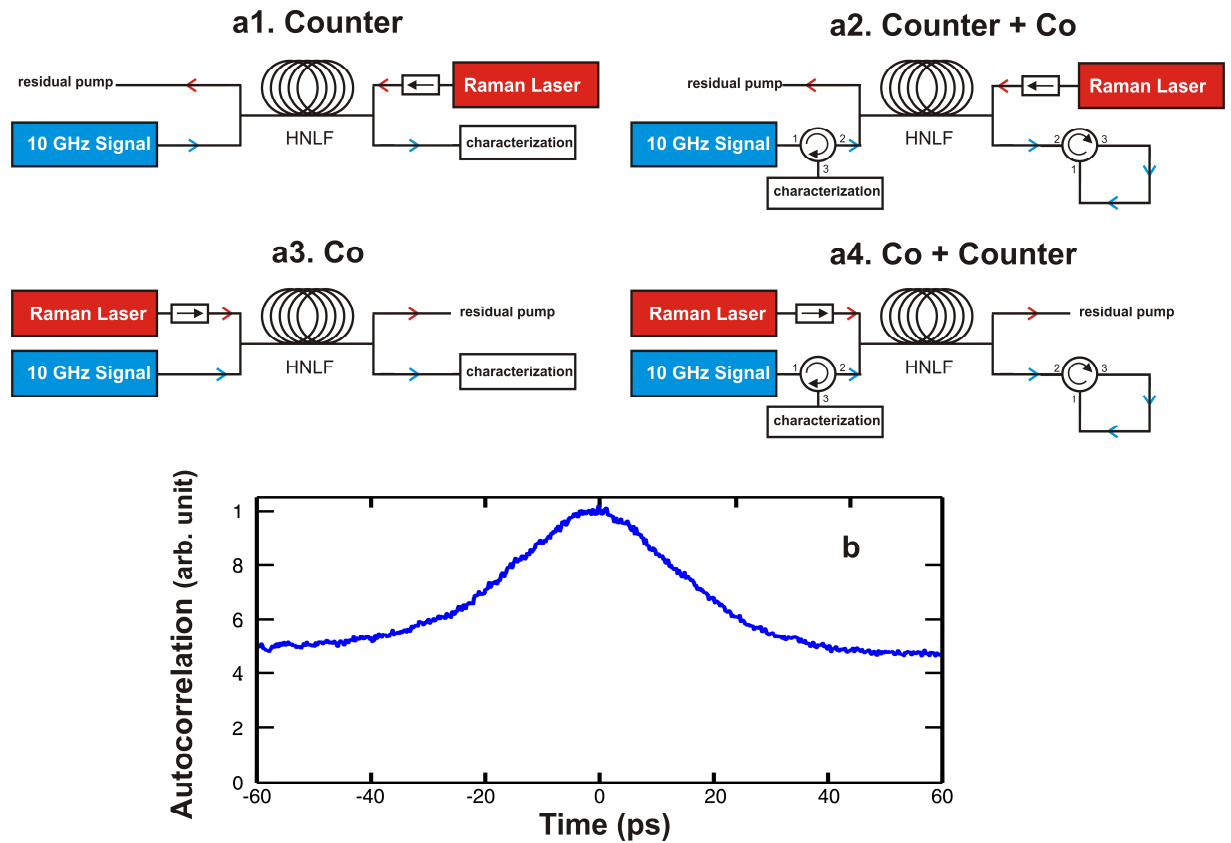 a1. Counter
residual pump
Raman Laser
10 GHz Signal
HNLF
characterization
a2. Counter + Co
residual pump
Raman Laser
10 GHz Signal
1
2
3
HNLF
2
3
1
characterization
a3. Co
Raman Laser
residual pump
10 GHz Signal
HNLF
characterization
a4. Co + Counter
Raman Laser
residual pump
10 GHz Signal
1
2
3
HNLF
2
3
1
characterization
Autocorrelation (arb. unit)
1
8
6
4
2
0
b
-60
-40
-20
0
20
40
60
Time (ps)